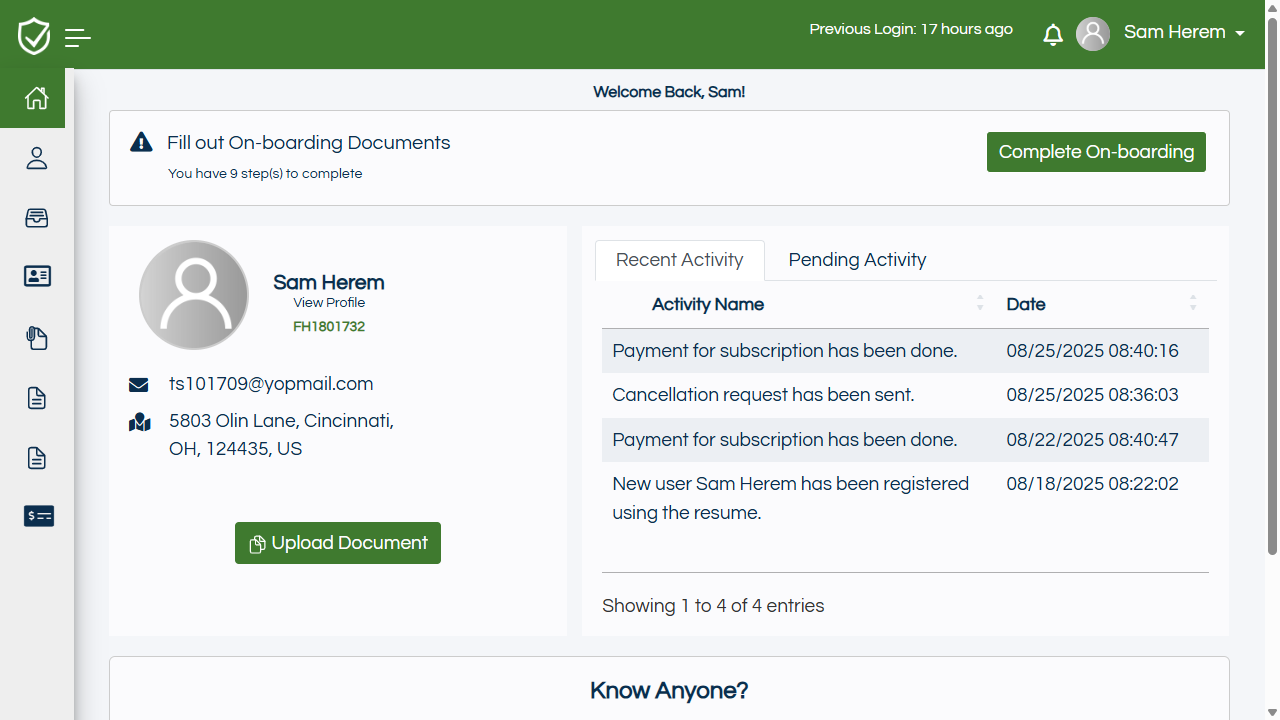 Previous Login: 17 hours ago
Sam Herem
Welcome Back, Sam!
Fill out On-boarding Documents
You have 9 step(s) to complete
Complete On-boarding
Sam Herem
View Profile
FH1801732
ts101709@yopmail.com
5803 Olin Lane, Cincinnati,
OH, 124435, US
Upload Document
Recent Activity
Pending Activity
Activity Name Date
Payment for subscription has been done. 08/25/2025 08:40:16
Cancellation request has been sent. 08/25/2025 08:36:03
Payment for subscription has been done. 08/22/2025 08:40:47
New user Sam Herem has been registered 08/18/2025 08:22:02
using the resume.
Showing 1 to 4 of 4 entries
Know Anyone?